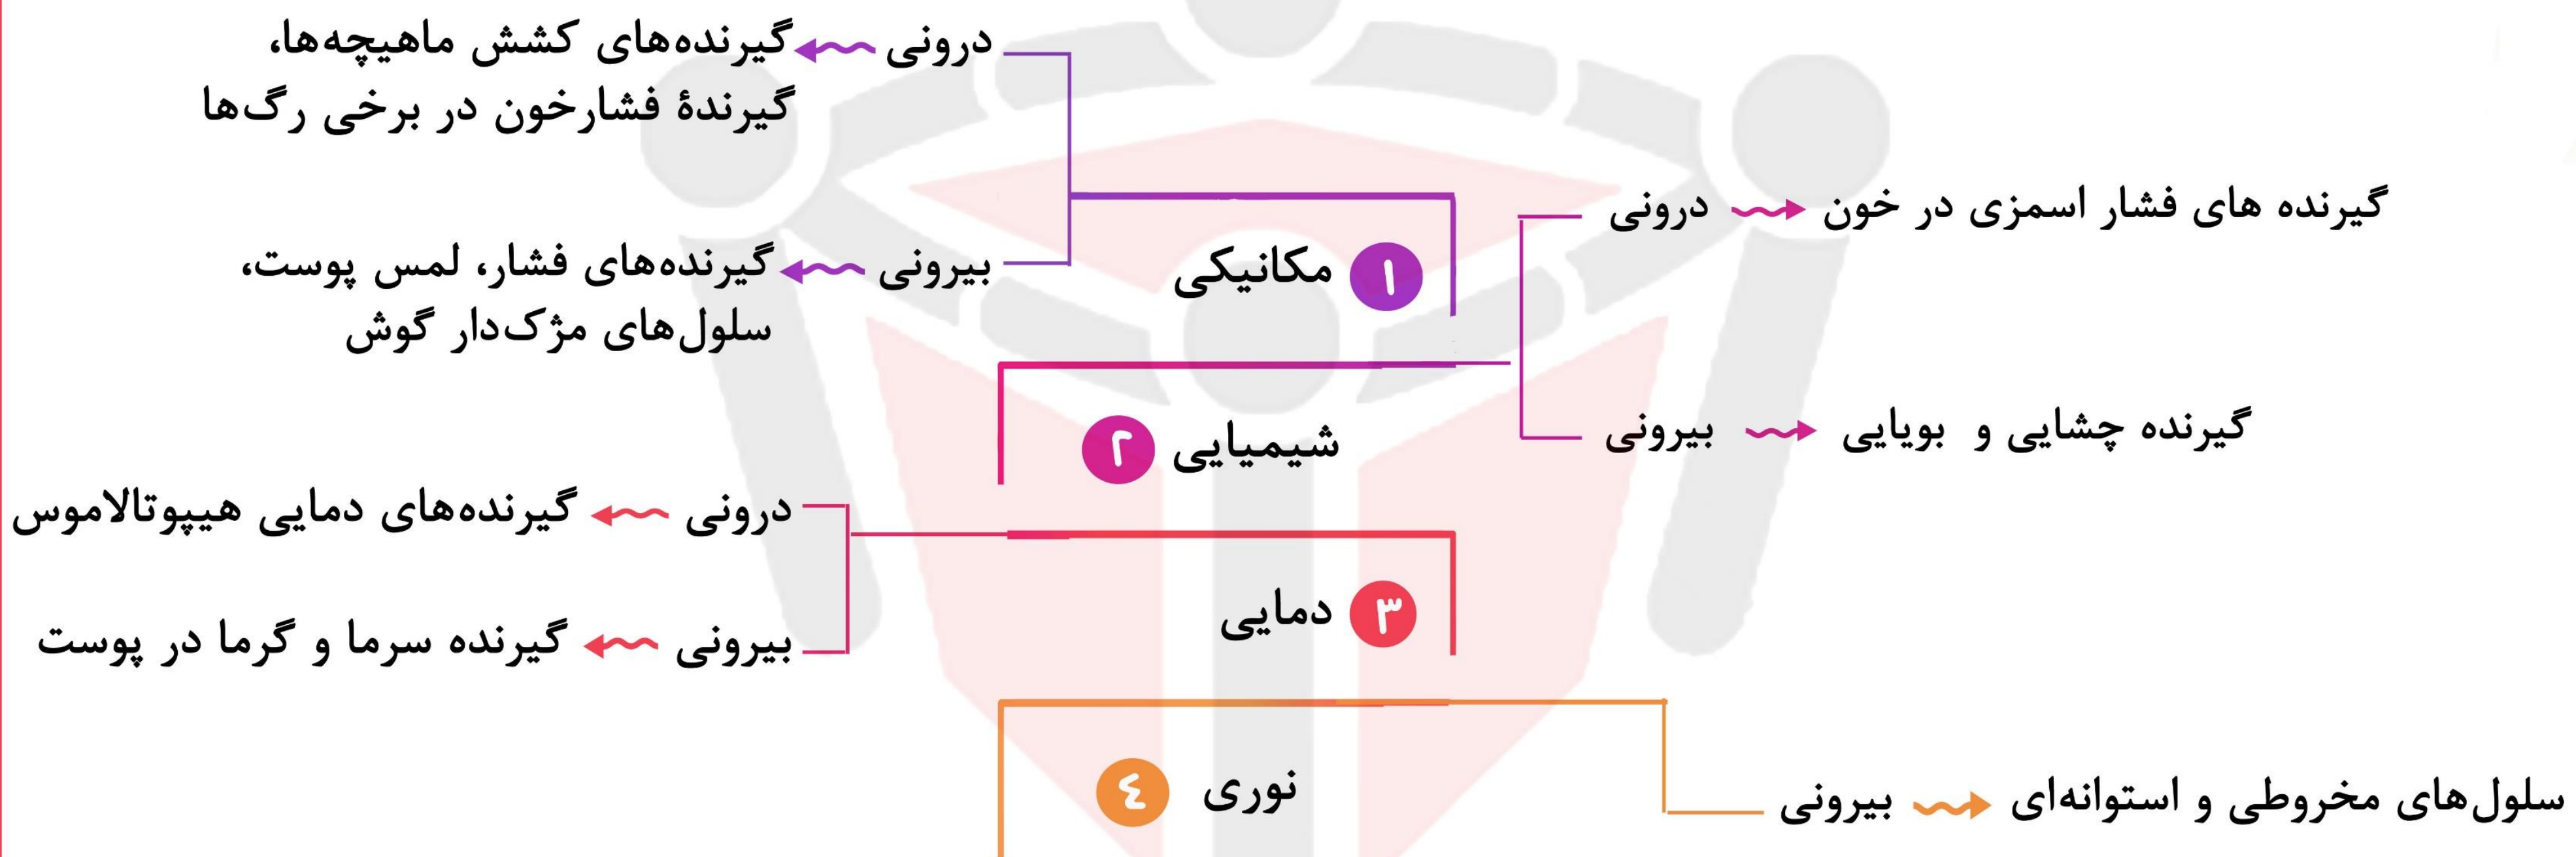 ۱ مکانیکی
درونی
گیرنده‌های کشش ماهیچه‌ها،
گیرندهٔ فشارخون در برخی رگ‌ها
بیرونی
گیرنده‌های فشار، لمس پوست،
سلول‌های مژک‌دار گوش
۲ شیمیایی
درونی
گیرنده های فشار اسمزی در خون
بیرونی
گیرنده چشایی و بویایی
۳ دمایی
درونی
گیرنده‌های دمایی هیپوتالاموس
بیرونی
گیرنده سرما و گرما در پوست
٤ نوری
بیرونی
سلول‌های مخروطی و استوانه‌ای